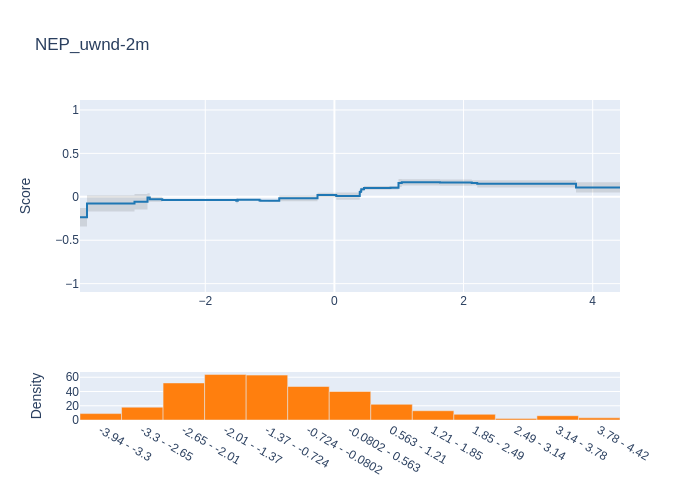 NEP_uwnd-2m
Score
1
0.5
0
−0.5
−1
−2
0
2
4
Density
60
40
20
0
-3.94 - -3.3
-3.3 - -2.65
-2.65 - -2.01
-2.01 - -1.37
-1.37 - -0.724
-0.724 - -0.0802
-0.0802 - 0.563
0.563 - 1.21
1.21 - 1.85
1.85 - 2.49
2.49 - 3.14
3.14 - 3.78
3.78 - 4.42